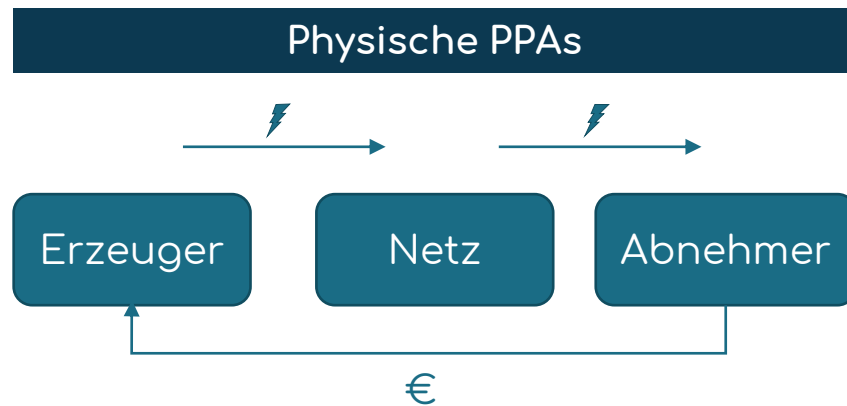 Physische PPAs
Erzeuger
Netz
Abnehmer
€